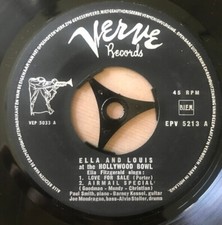 Verve
Records
45 RPM
BIEM
VEP 5033 A
EPV 5213 A
ELLA AND LOUIS
at the HOLLYWOOD BOWL
Ella Fitzgerald sings:
1. LOVE FOR SALE (Porter)
2. AIRMAIL SPECIAL
(Goodman - Mundy - Christian)
Paul Smith, piano - Barney Kessel, guitar
Joe Mondragon, bass - Alvin Stoller, drums